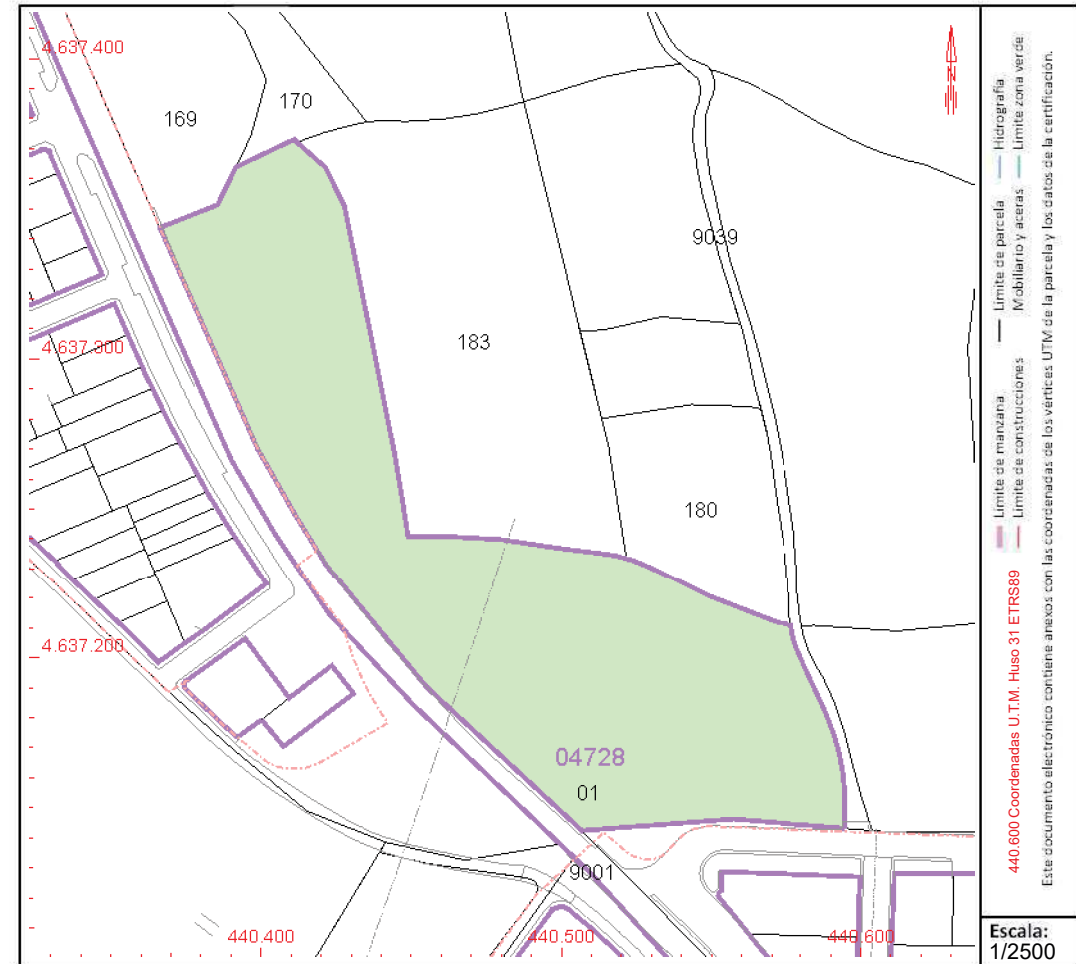 4.637.400
170
169
N
9039
4.637.300
183
180
4.637.200
04728
01
9001
440.400
440.500
440.600
440.600 Coordenadas U.T.M. Huso 31 ETRS89
Límite de manzana
Límite de parcela
Hidrografía
Límite de construcciones
Mobiliario y aceras
Límite zona verde
Este documento electrónico contiene anexos con las coordenadas de los vértices UTM de la parcela y los datos de la certificación.
Escala:
1/2500